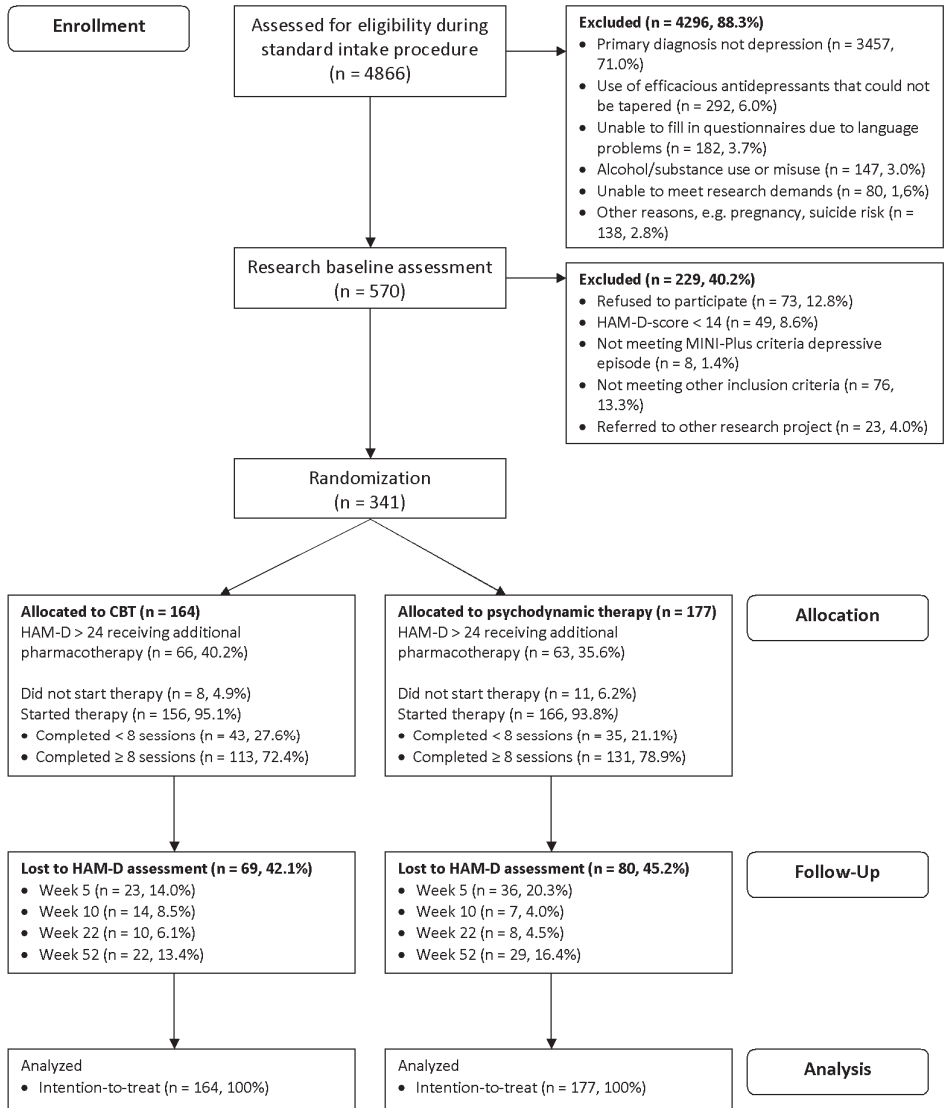 Enrollment
Assessed for eligibility during
standard intake procedure
(n = 4866)
Excluded (n = 4296, 88.3%)
• Primary diagnosis not depression (n = 3457,
71.0%)
• Use of efficacious antidepressants that could not
be tapered (n = 292, 6.0%)
• Unable to fill in questionnaires due to language
problems (n = 182, 3.7%)
• Alcohol/substance use or misuse (n = 147, 3.0%)
• Unable to meet research demands (n = 80, 1,6%)
• Other reasons, e.g. pregnancy, suicide risk (n =
138, 2.8%)
Research baseline assessment
(n = 570)
Excluded (n = 229, 40.2%)
• Refused to participate (n = 73, 12.8%)
• HAM-D-score < 14 (n = 49, 8.6%)
• Not meeting MINI-Plus criteria depressive
episode (n = 8, 1.4%)
• Not meeting other inclusion criteria (n = 76,
13.3%)
• Referred to other research project (n = 23, 4.0%)
Randomization
(n = 341)
Allocated to CBT (n = 164)
HAM-D > 24 receiving additional
pharmacotherapy (n = 66, 40.2%)
Did not start therapy (n = 8, 4.9%)
Started therapy (n = 156, 95.1%)
• Completed < 8 sessions (n = 43, 27.6%)
• Completed ≥ 8 sessions (n = 113, 72.4%)
Allocated to psychodynamic therapy (n = 177)
HAM-D > 24 receiving additional
pharmacotherapy (n = 63, 35.6%)
Did not start therapy (n = 11, 6.2%)
Started therapy (n = 166, 93.8%)
• Completed < 8 sessions (n = 35, 21.1%)
• Completed ≥ 8 sessions (n = 131, 78.9%)
Allocation
Lost to HAM-D assessment (n = 69, 42.1%)
• Week 5 (n = 23, 14.0%)
• Week 10 (n = 14, 8.5%)
• Week 22 (n = 10, 6.1%)
• Week 52 (n = 22, 13.4%)
Lost to HAM-D assessment (n = 80, 45.2%)
• Week 5 (n = 36, 20.3%)
• Week 10 (n = 7, 4.0%)
• Week 22 (n = 8, 4.5%)
• Week 52 (n = 29, 16.4%)
Follow-Up
Analyzed
• Intention-to-treat (n = 164, 100%)
Analyzed
• Intention-to-treat (n = 177, 100%)
Analysis